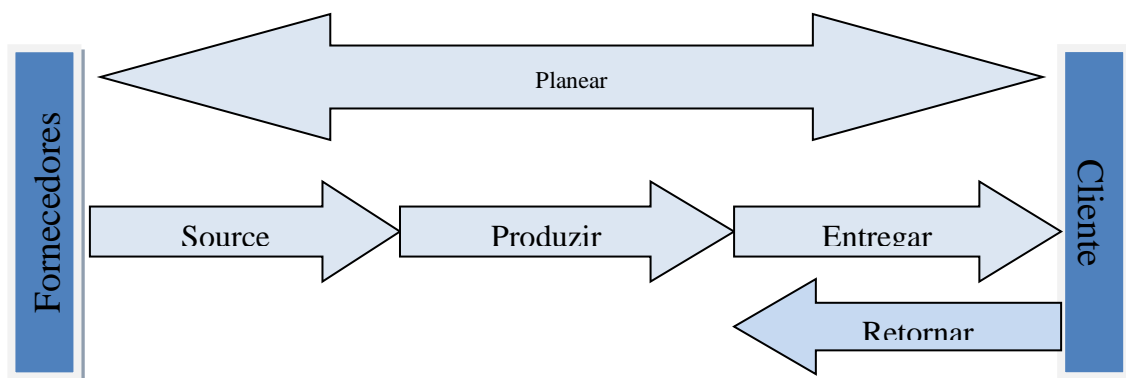 Planear
Fornecedores
Cliente
Source
Produzir
Entregar
Retornar